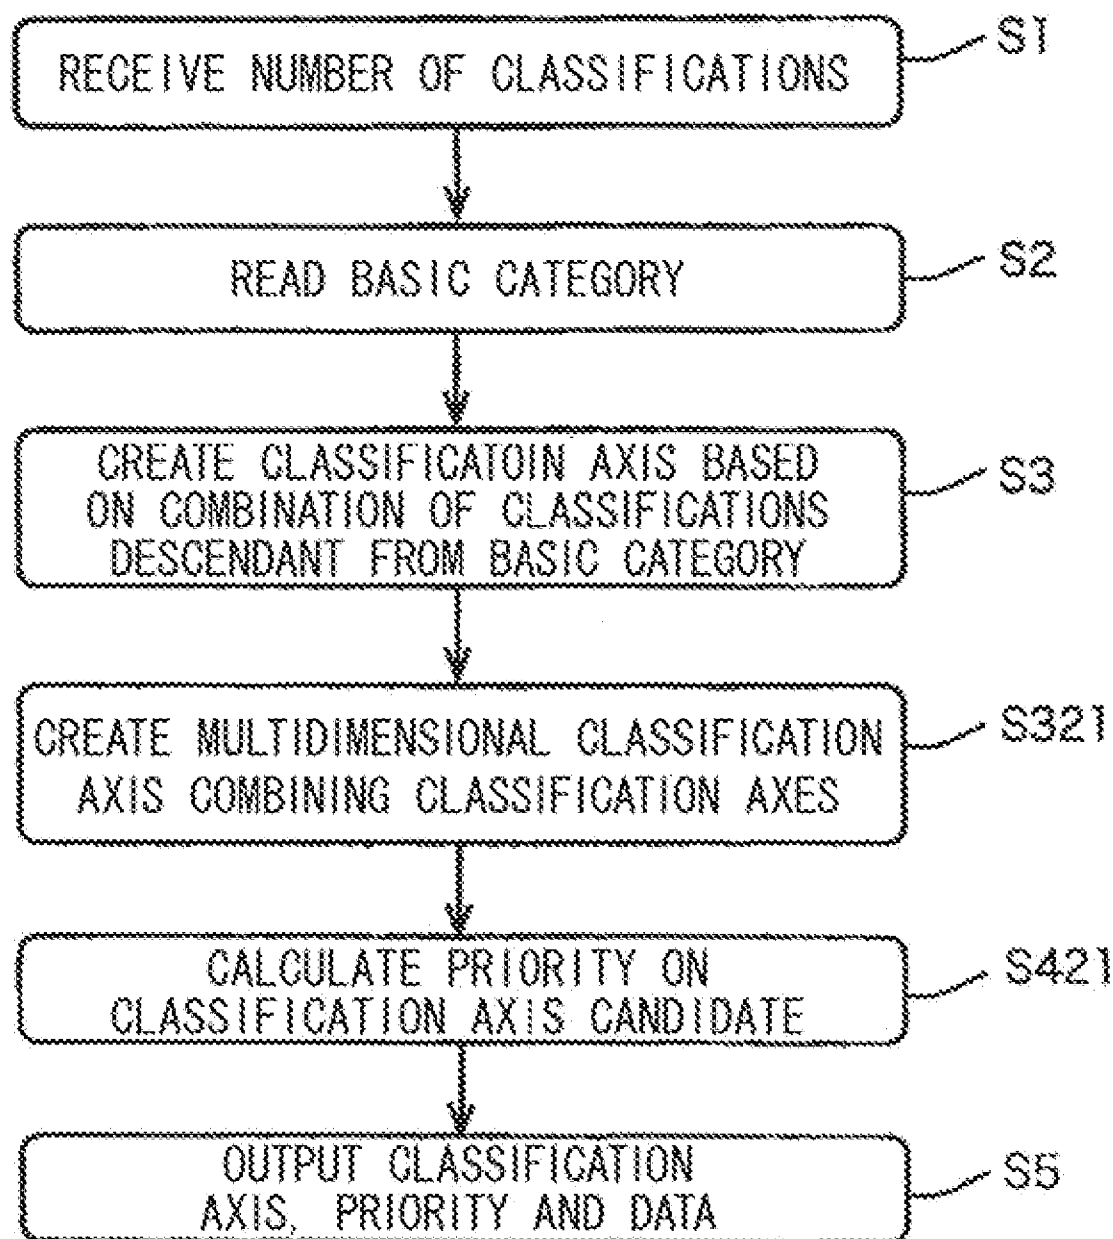 RECEIVE NUMBER OF CLASSIFICATIONS
S1
READ BASIC CATEGORY
S2
CREATE CLASSIFICATOIN AXIS BASED
ON COMBINATION OF CLASSIFICATIONS
DESCENDANT FROM BASIC CATEGORY
S3
CREATE MULTIDIMENSIONAL CLASSIFICATION
AXIS COMBINING CLASSIFICATION AXES
S321
CALCULATE PRIORITY ON
CLASSIFICATION AXIS CANDIDATE
S421
OUTPUT CLASSIFICATION
AXIS, PRIORITY AND DATA
S5